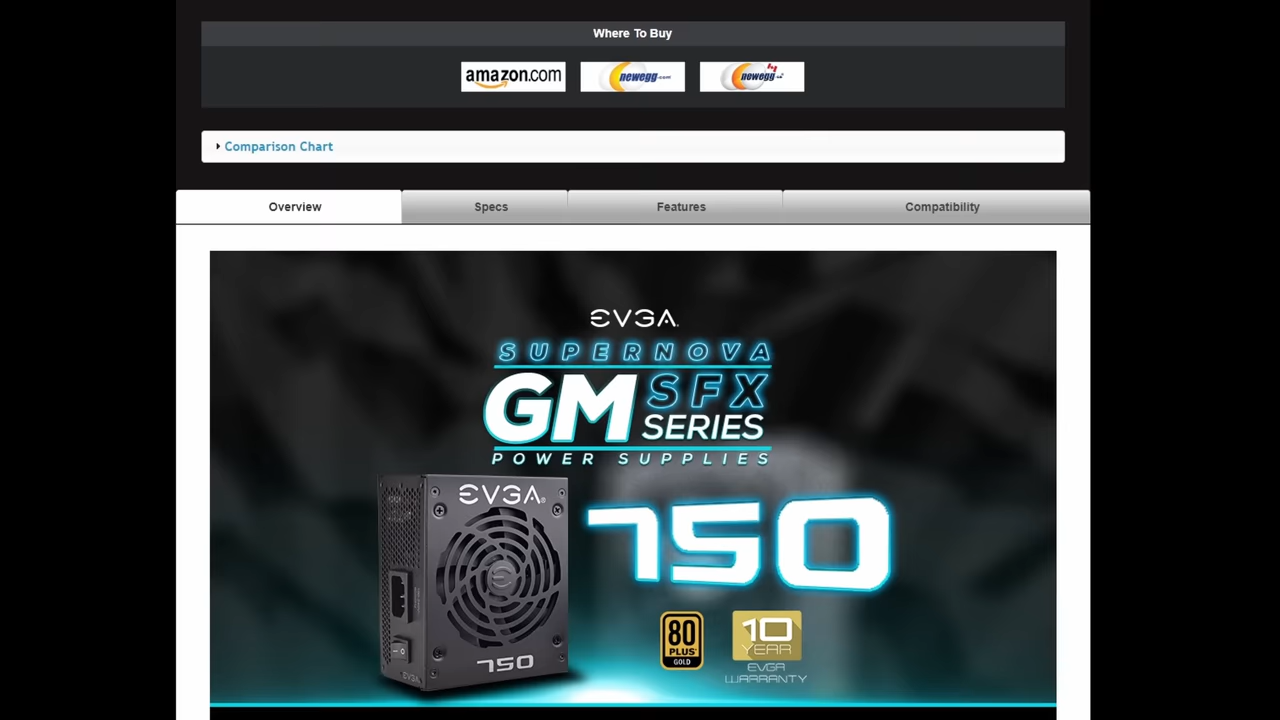 Where To Buy
amazon.com newegg.com newegg
Comparison Chart
Overview Specs Features Compatibility
EVGA
SUPERNOVA
GM SFX
SERIES
POWER SUPPLIES
EVGA
750
80
PLUS
GOLD
10
YEAR
EVGA
WARRANTY
750
EVGA